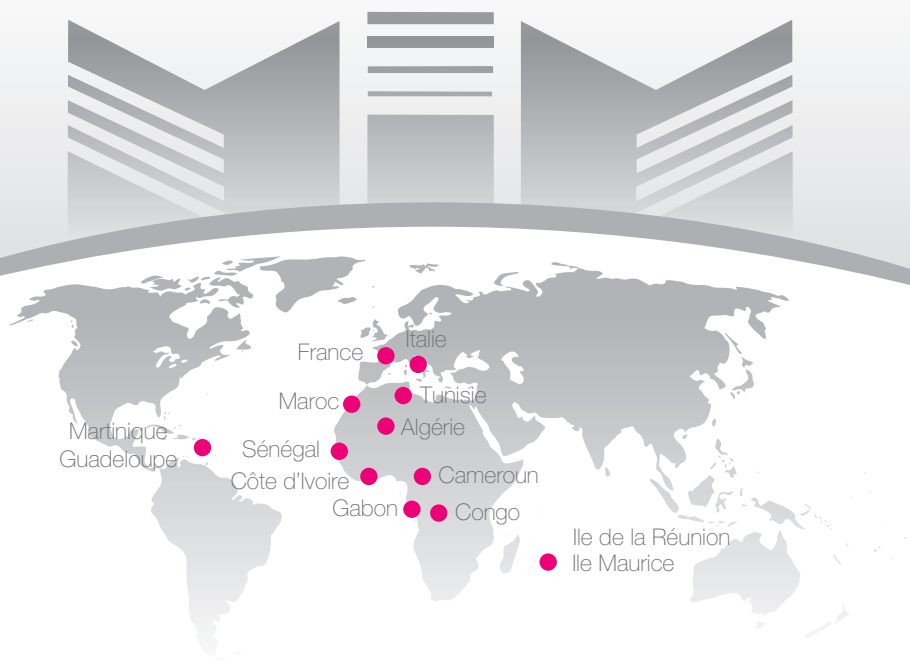 Italie
France
Tunisie
Maroc
Algérie
Martinique
Guadeloupe
Sénégal
Côte d'Ivoire
Cameroun
Gabon
Congo
Ile de la Réunion
Ile Maurice